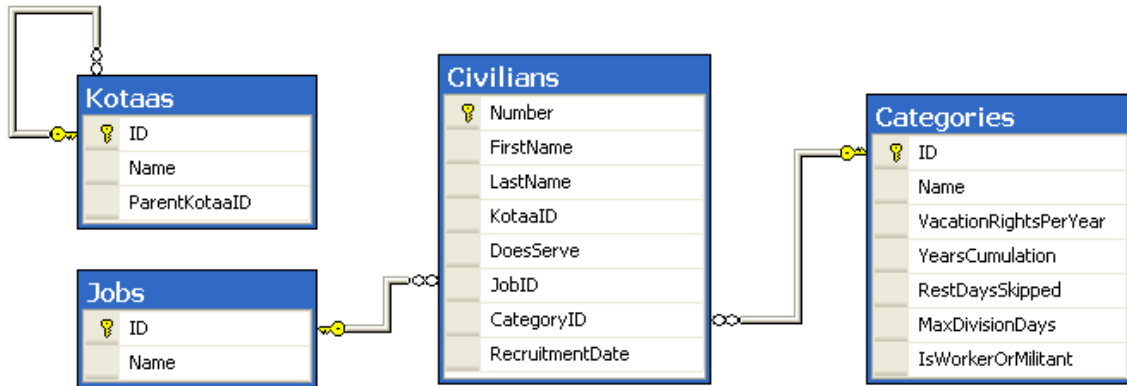 Kotaas
ID
Name
ParentKotaaID
Jobs
ID
Name
Civilians
Number
FirstName
LastName
KotaaID
DoesServe
JobID
CategoryID
RecruitmentDate
Categories
ID
Name
VacationRightsPerYear
YearsCumulation
RestDaysSkipped
MaxDivisionDays
IsWorkerOrMilitant